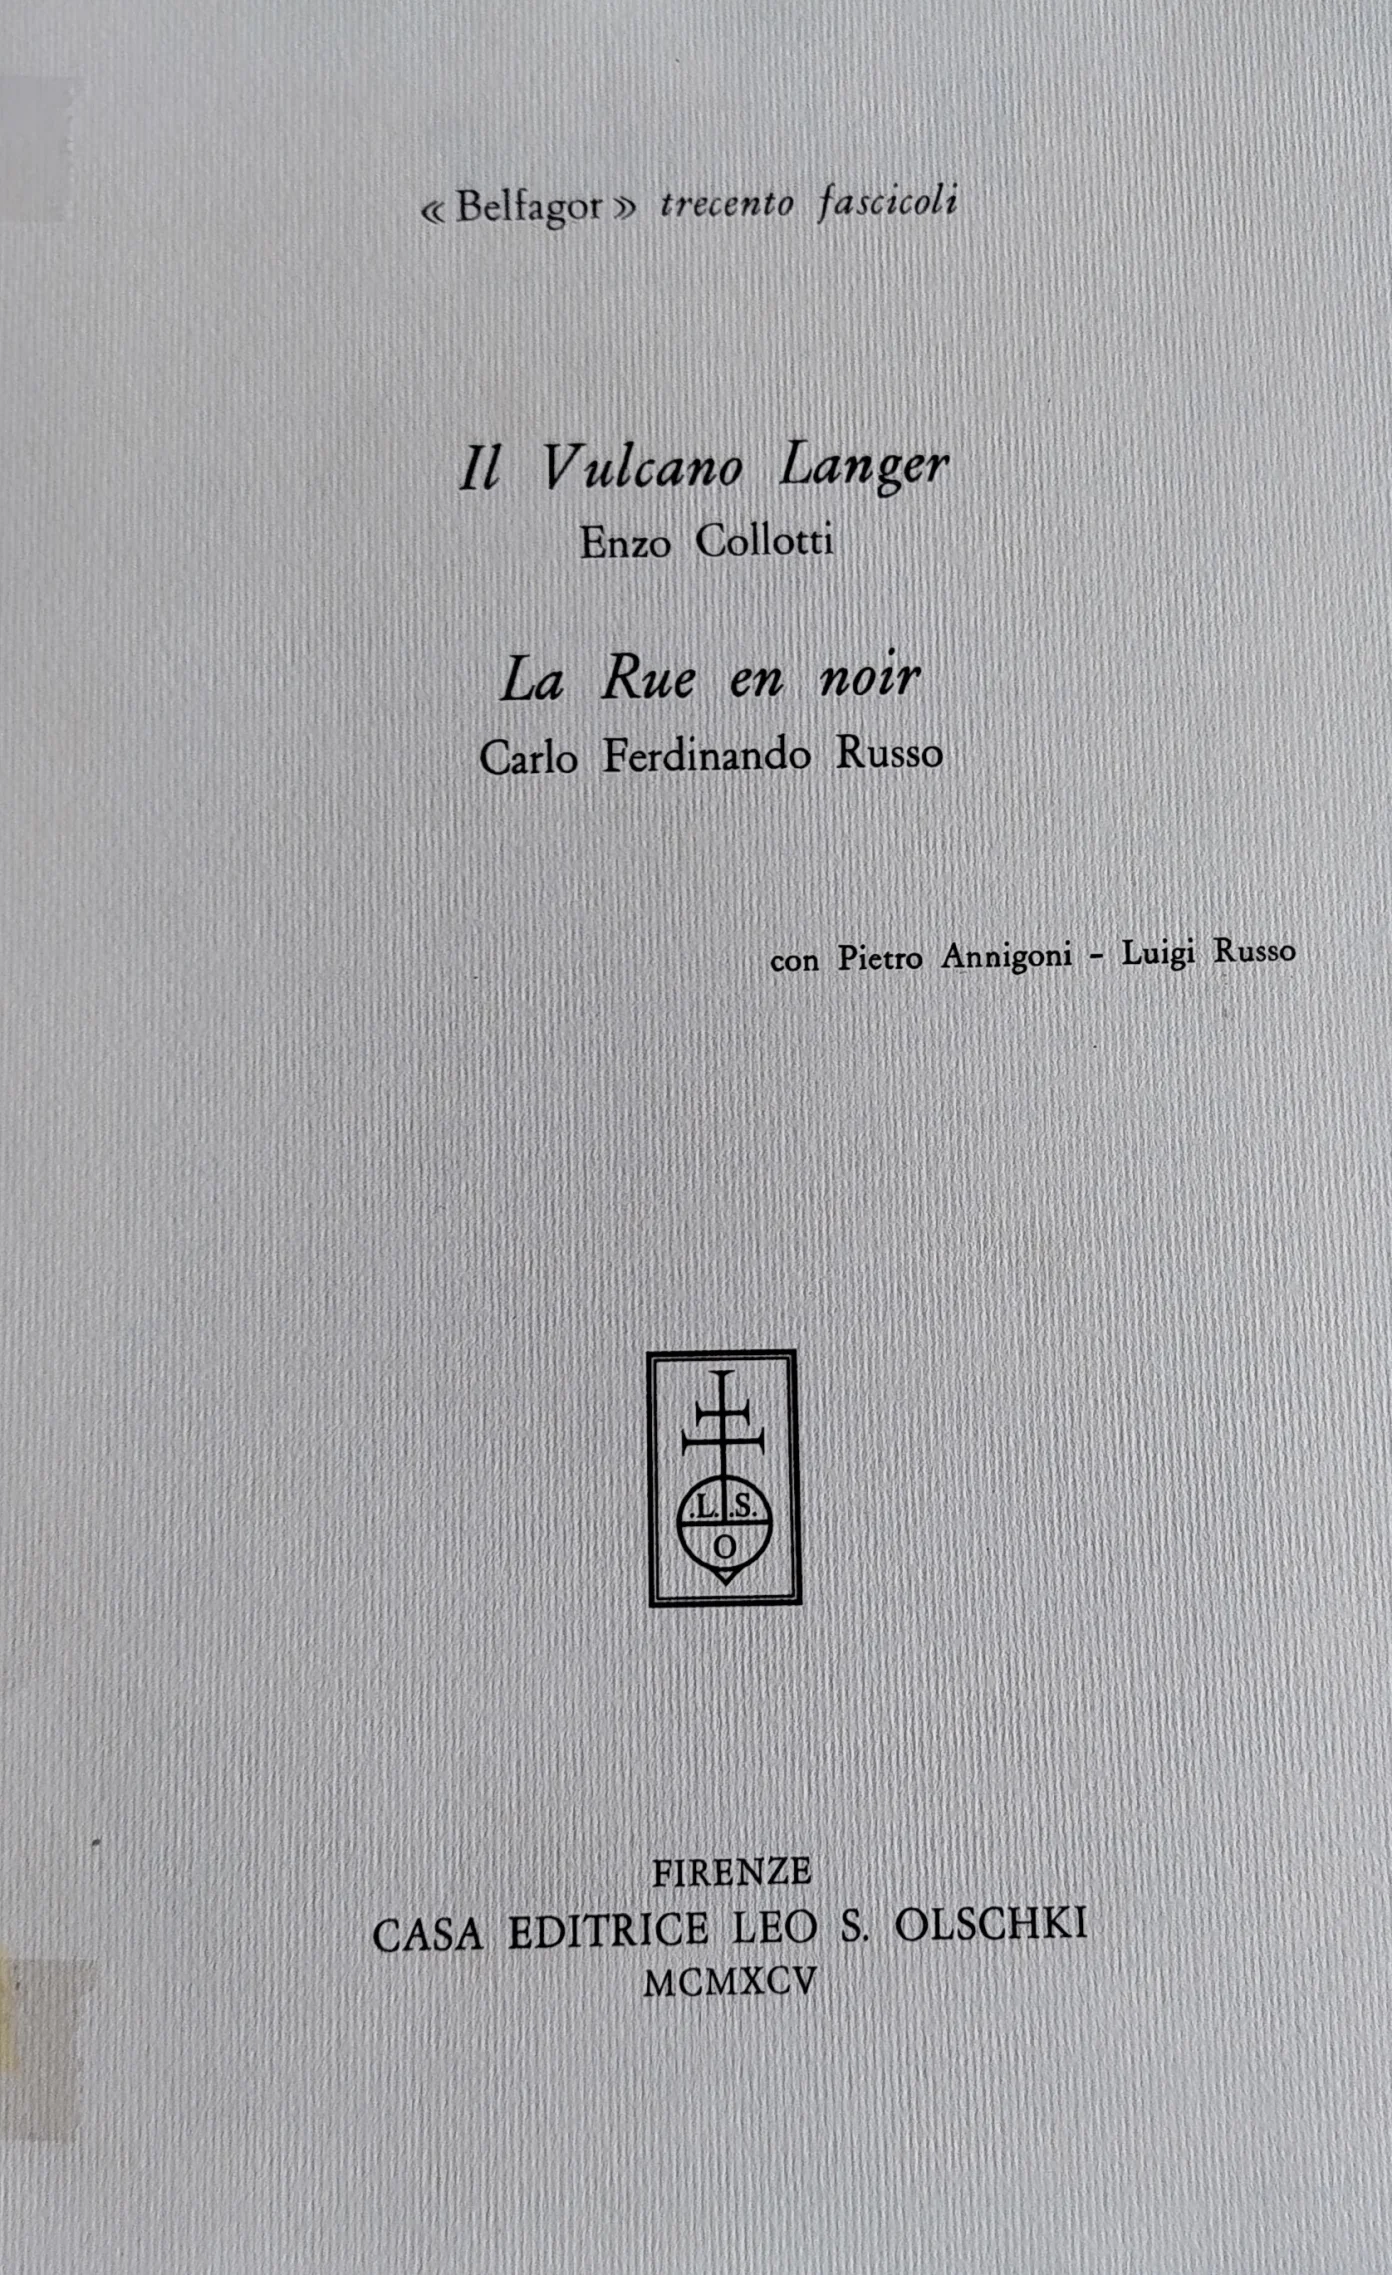 « Belfagor » trecento fascicoli
Il Vulcano Langer
Enzo Collotti
La Rue en noir
Carlo Ferdinando Russo
con Pietro Annigoni - Luigi Russo
.L. .S.
O
FIRENZE
CASA EDITRICE LEO S. OLSCHKI
MCMXCV